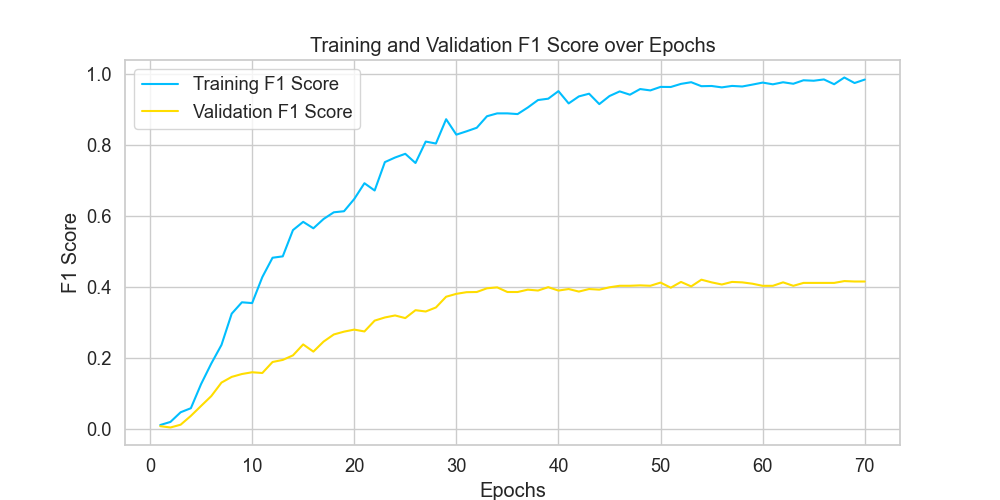 Training and Validation F1 Score over Epochs
Training F1 Score
Validation F1 Score
F1 Score
1.0
0.8
0.6
0.4
0.2
0.0
0 10 20 30 40 50 60 70
Epochs